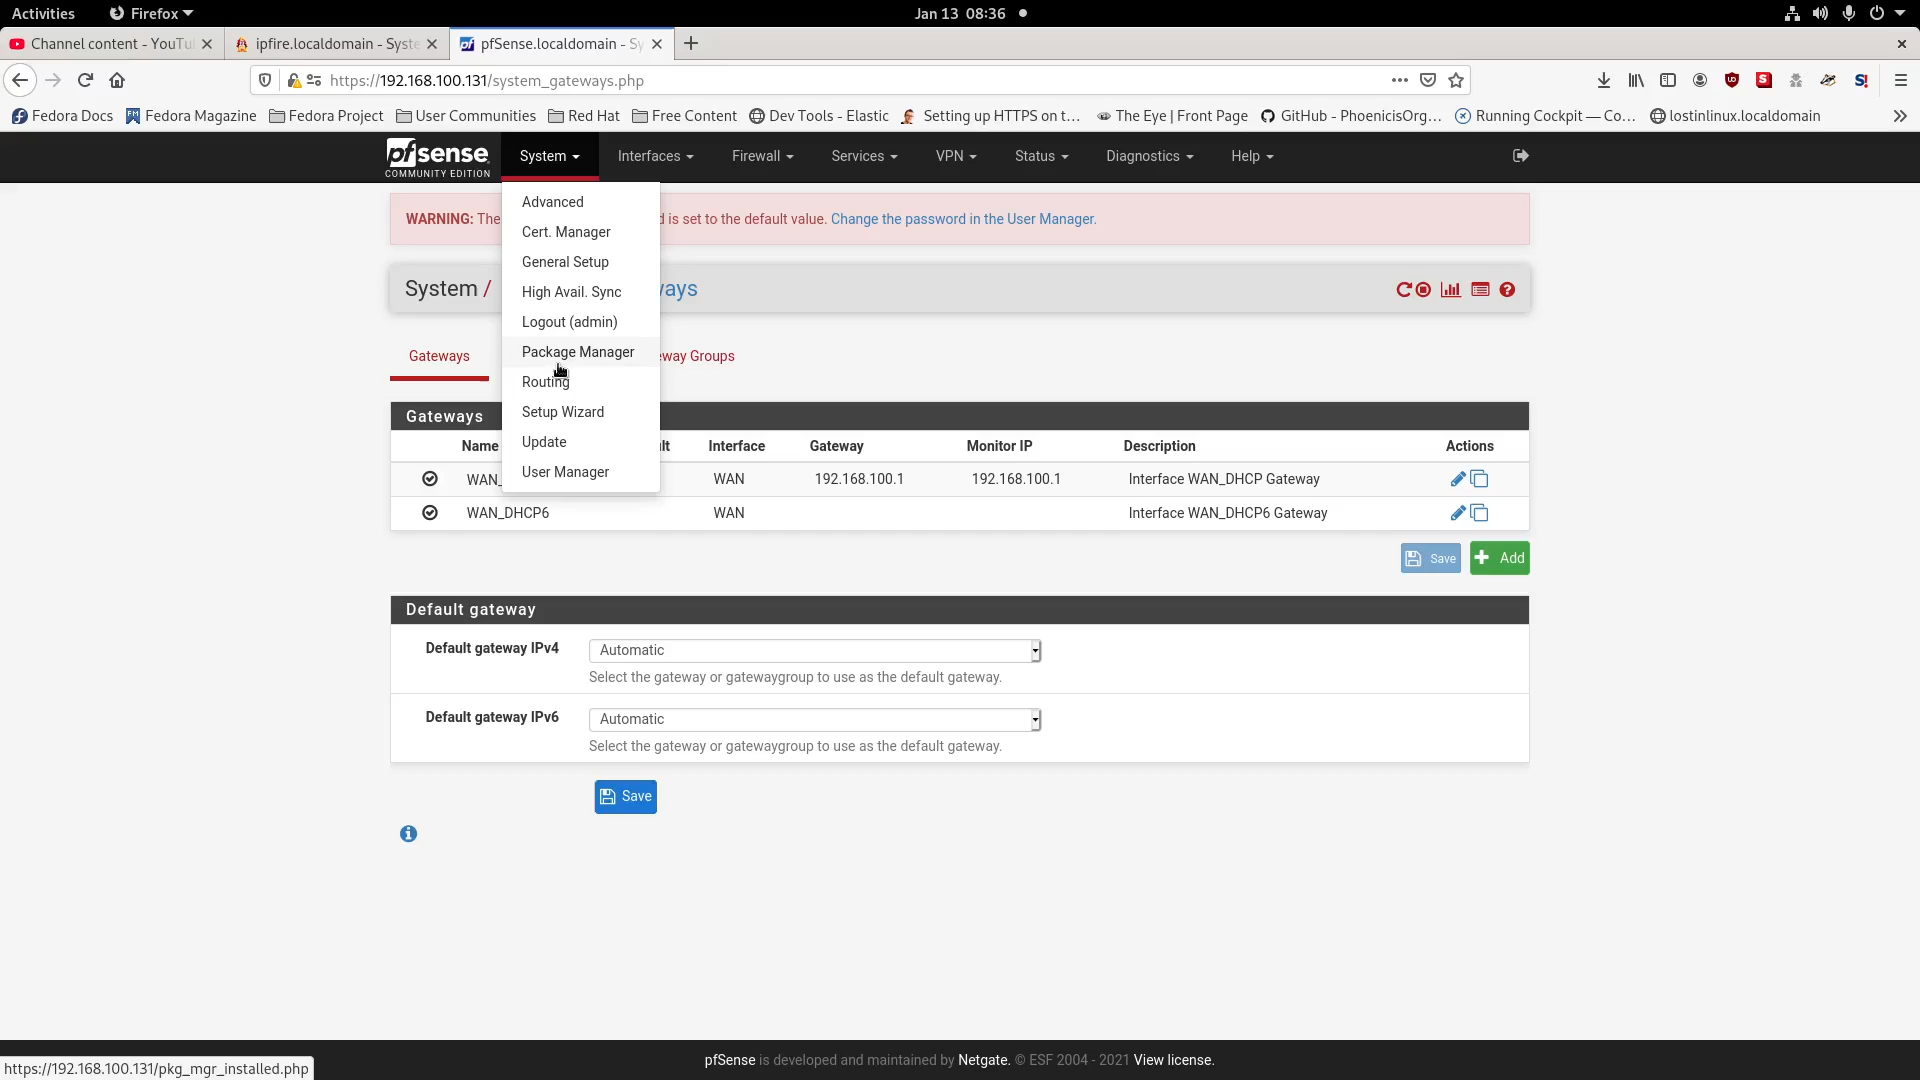 Activities Firefox Jan 13 08:36
Channel content - YouTu ipfire.localdomain - Syste pfSense.localdomain - Sy
https://192.168.100.131/system_gateways.php
Fedora Docs Fedora Magazine Fedora Project User Communities Red Hat Free Content Dev Tools - Elastic Setting up HTTPS on t... The Eye | Front Page GitHub - PhoenicisOrg... Running Cockpit — Co... lostinlinux.localdomain
pfsense System Interfaces Firewall Services VPN Status Diagnostics Help
COMMUNITY EDITION
Advanced
WARNING: The d is set to the default value. Change the password in the User Manager.
Cert. Manager
General Setup
System / ways
High Avail. Sync
Logout (admin)
Package Manager
Gateways eway Groups
Routing
Setup Wizard
Gateways
Update
Name lt Interface Gateway Monitor IP Description Actions
User Manager
WAN_ WAN 192.168.100.1 192.168.100.1 Interface WAN_DHCP Gateway
WAN_DHCP6 WAN Interface WAN_DHCP6 Gateway
Save Add
Default gateway
Default gateway IPv4 Automatic
Select the gateway or gatewaygroup to use as the default gateway.
Default gateway IPv6 Automatic
Select the gateway or gatewaygroup to use as the default gateway.
Save
pfSense is developed and maintained by Netgate. © ESF 2004 - 2021 View license.
https://192.168.100.131/pkg_mgr_installed.php